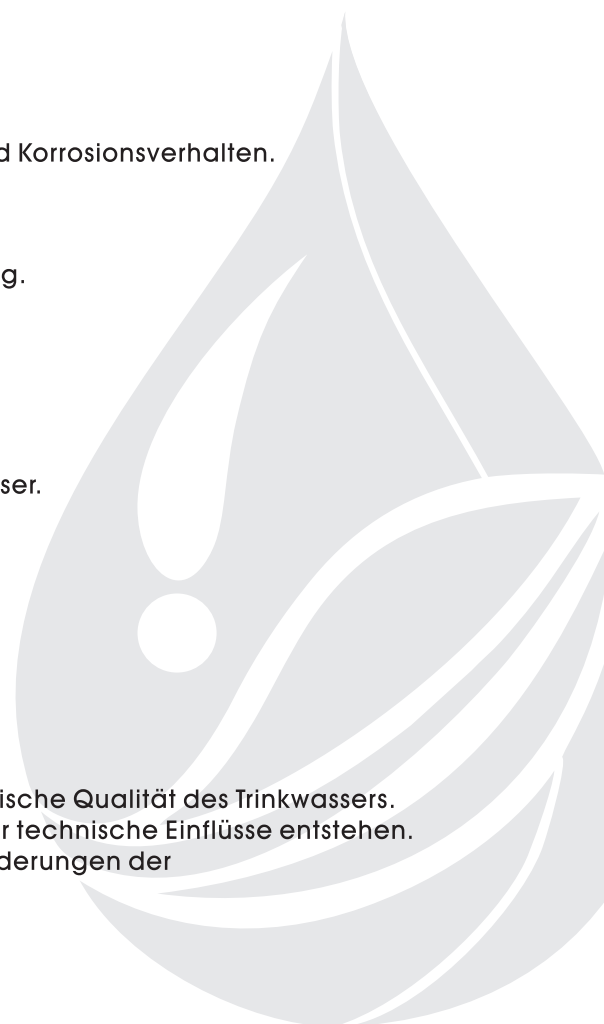 d Korrosionsverhalten.
g.
ser.
ische Qualität des Trinkwassers.
r technische Einflüsse entstehen.
derungen der